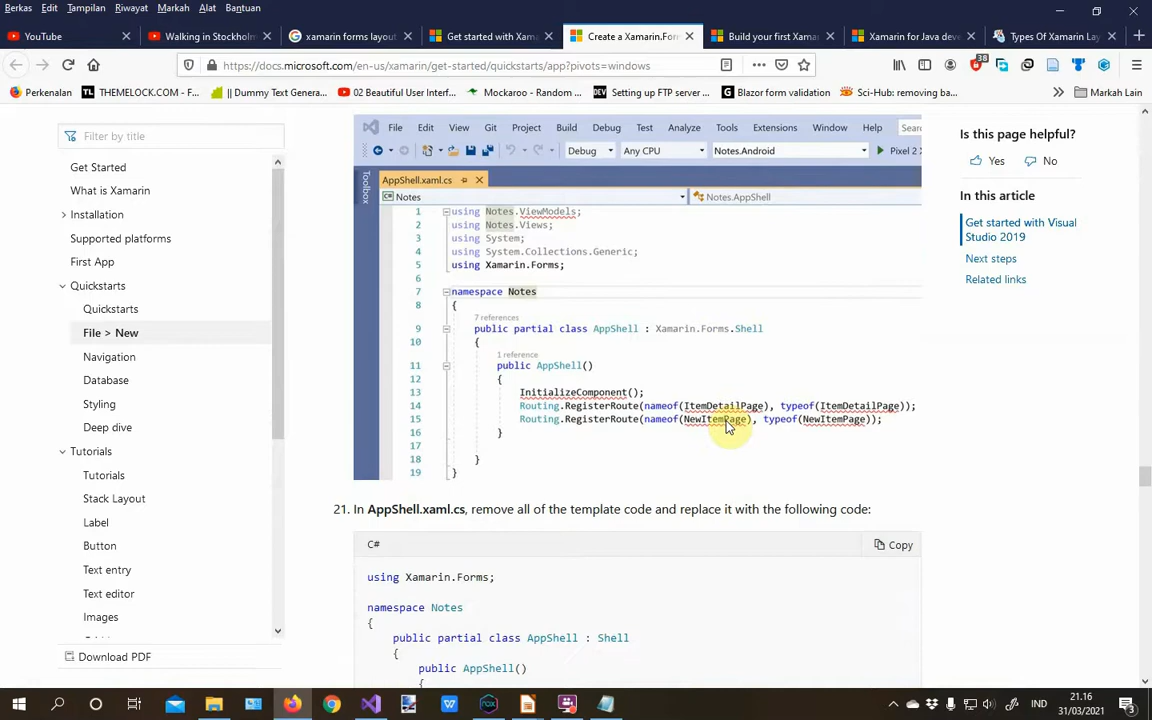 Berkas Edit Tampilan Riwayat Markah Alat Bantuan
YouTube
Walking in Stockholm
xamarin forms layout
Get started with Xam
Create a Xamarin.Form
Build your first Xamar
Xamarin for Java deve
Types Of Xamarin Lay
https://docs.microsoft.com/en-us/xamarin/get-started/quickstarts/app?pivots=windows
38
Perkenalan
THEMELOCK.COM - F...
|| Dummy Text Genera...
02 Beautiful User Interf...
Mockaroo - Random ...
Setting up FTP server ...
Blazor form validation
Sci-Hub: removing ba...
Markah Lain
Filter by title
Get Started
What is Xamarin
Installation
Supported platforms
First App
Quickstarts
Quickstarts
File > New
Navigation
Database
Styling
Deep dive
Tutorials
Tutorials
Stack Layout
Label
Button
Text entry
Text editor
Images
Download PDF
File Edit View Git Project Build Debug Test Analyze Tools Extensions Window Help Searc
Debug Any CPU Notes.Android Pixel 2
Toolbox
AppShell.xaml.cs
Notes Notes.AppShell
1 using Notes.ViewModels;
2 using Notes.Views;
3 using System;
4 using System.Collections.Generic;
5 using Xamarin.Forms;
6
7 namespace Notes
8 {
7 references
9 public partial class AppShell : Xamarin.Forms.Shell
10 {
1 reference
11 public AppShell()
12 {
13 InitializeComponent();
14 Routing.RegisterRoute(nameof(ItemDetailPage), typeof(ItemDetailPage));
15 Routing.RegisterRoute(nameof(NewItemPage), typeof(NewItemPage));
16 }
17
18 }
19 }
21. In AppShell.xaml.cs, remove all of the template code and replace it with the following code:
C# Copy
using Xamarin.Forms;
namespace Notes
{
public partial class AppShell : Shell
{
public AppShell()
{
Is this page helpful?
Yes No
In this article
Get started with Visual
Studio 2019
Next steps
Related links
IND
21.16
31/03/2021
3